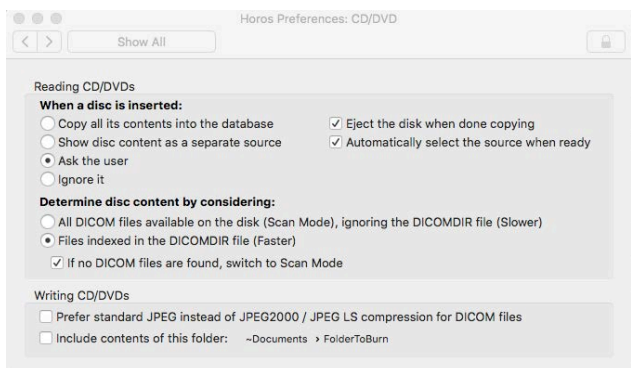 Horos Preferences: CD/DVD
Show All
Reading CD/DVDs
When a disc is inserted:
Copy all its contents into the database
Eject the disk when done copying
Show disc content as a separate source
Automatically select the source when ready
Ask the user
Ignore it
Determine disc content by considering:
All DICOM files available on the disk (Scan Mode), ignoring the DICOMDIR file (Slower)
Files indexed in the DICOMDIR file (Faster)
If no DICOM files are found, switch to Scan Mode
Writing CD/DVDs
Prefer standard JPEG instead of JPEG2000 / JPEG LS compression for DICOM files
Include contents of this folder: ~Documents › FolderToBurn